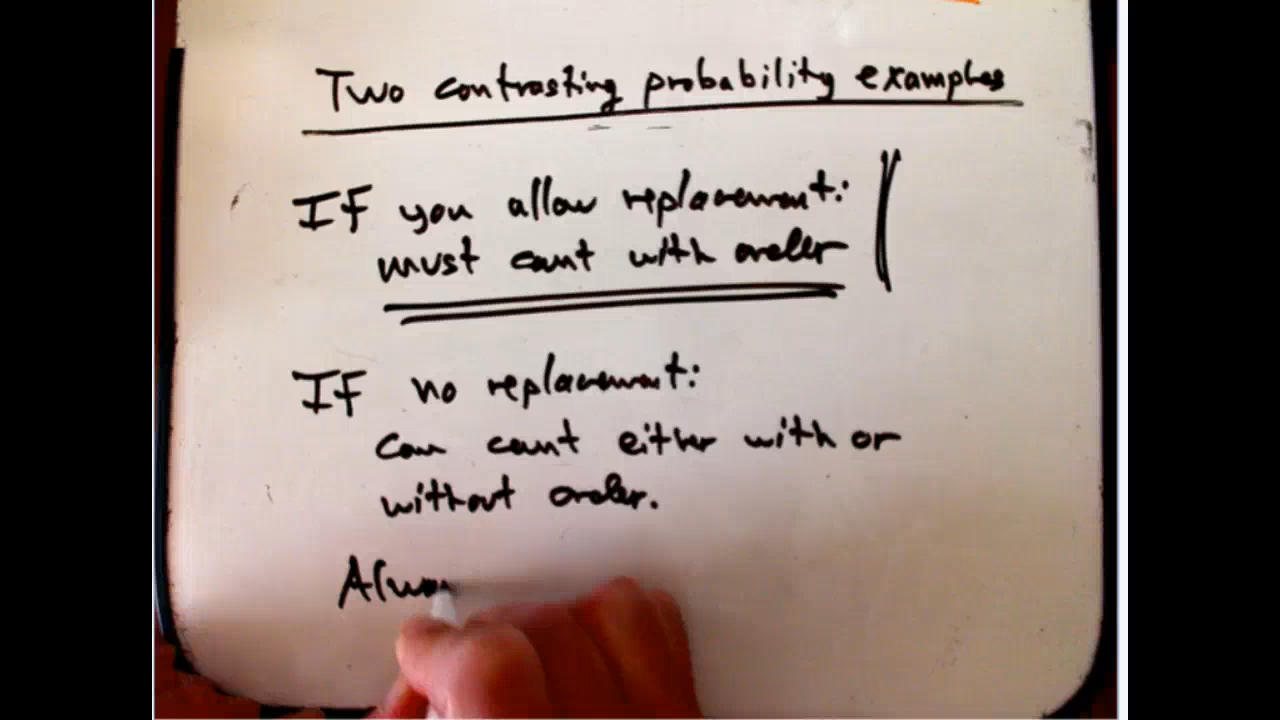 Two contrasting probability examples
If you allow replacement:
must count with order
If no replacement:
Can count either with or
without order.
Alwa